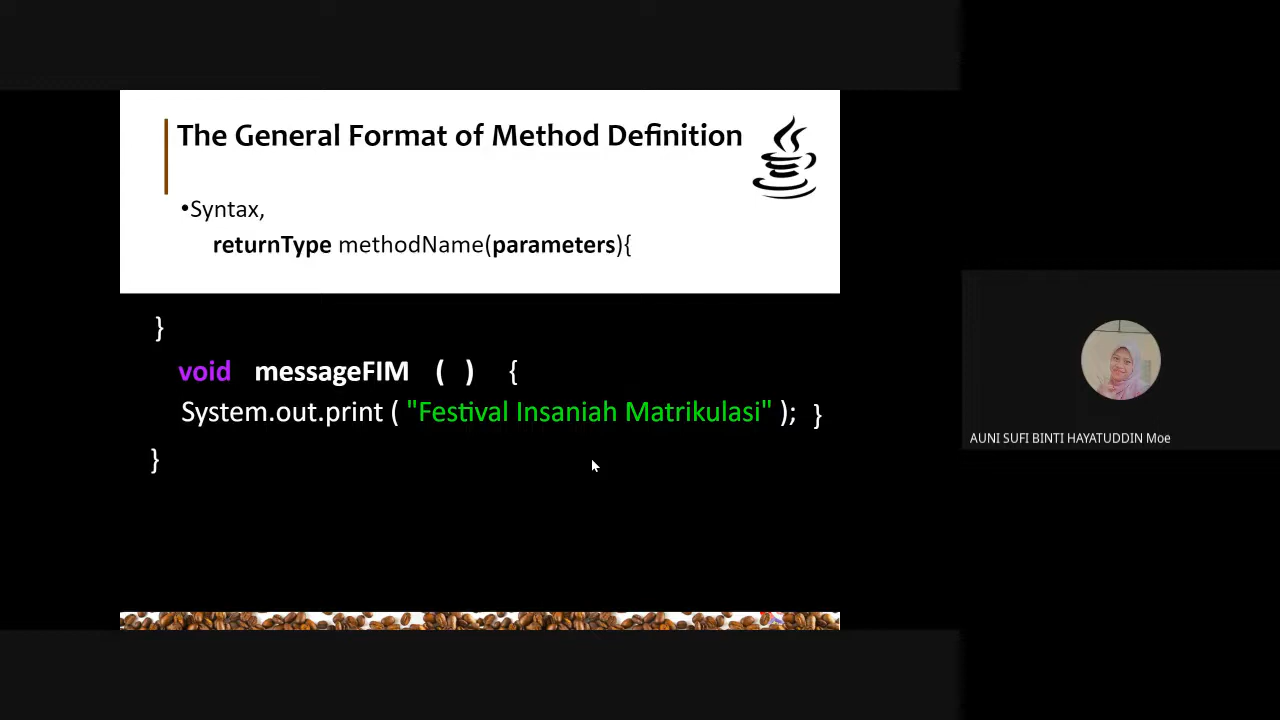 The General Format of Method Definition
•Syntax,
returnType methodName(parameters){
}
void messageFIM ( ) {
System.out.print ( "Festival Insaniah Matrikulasi" ); }
}
AUNI SUFI BINTI HAYATUDDIN Moe